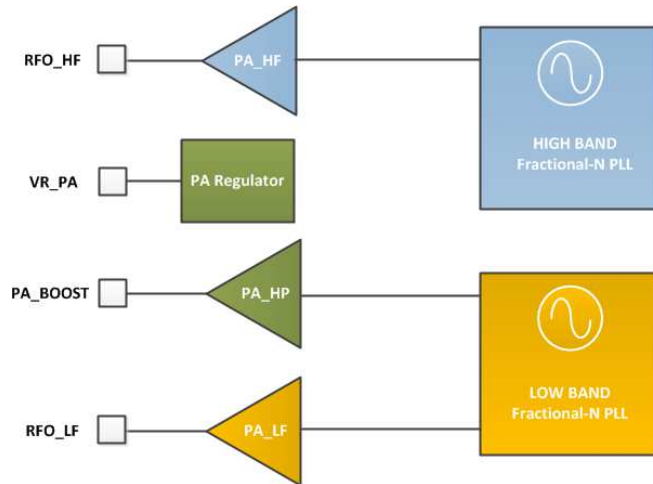 RFO_HF
PA_HF
HIGH BAND
Fractional-N PLL
VR_PA
PA Regulator
PA_BOOST
PA_HP
LOW BAND
Fractional-N PLL
RFO_LF
PA_LF